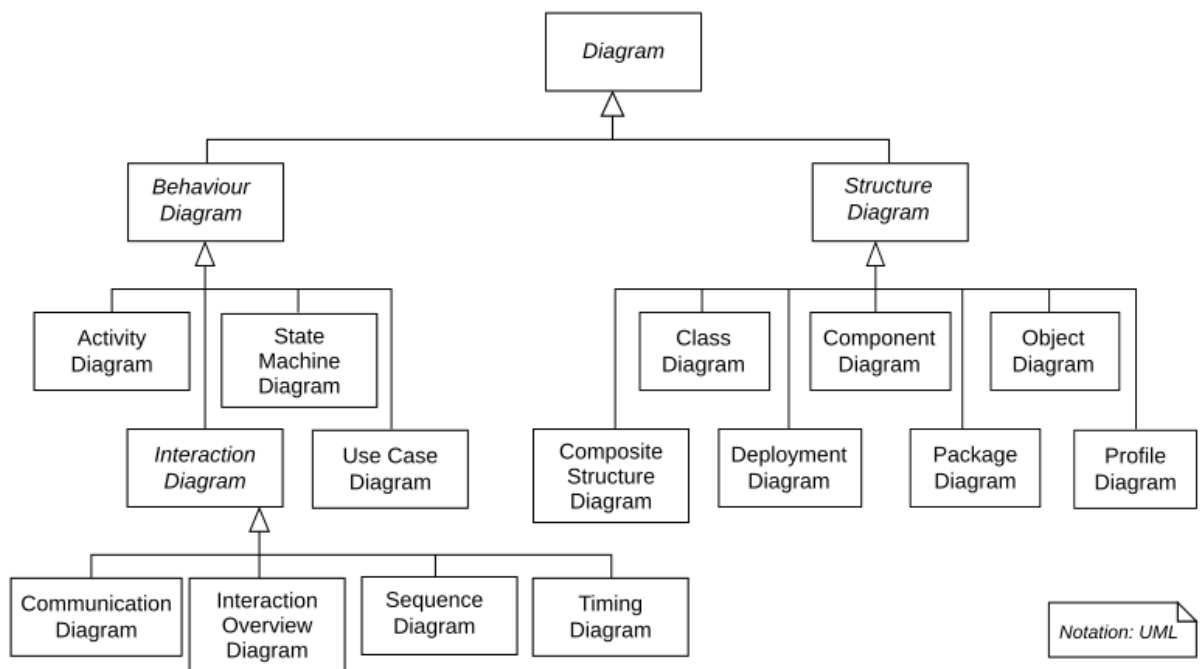 Diagram
Behaviour
Diagram
Structure
Diagram
Activity
Diagram
State
Machine
Diagram
Class
Diagram
Component
Diagram
Object
Diagram
Interaction
Diagram
Use Case
Diagram
Composite
Structure
Diagram
Deployment
Diagram
Package
Diagram
Profile
Diagram
Communication
Diagram
Interaction
Overview
Diagram
Sequence
Diagram
Timing
Diagram
Notation: UML